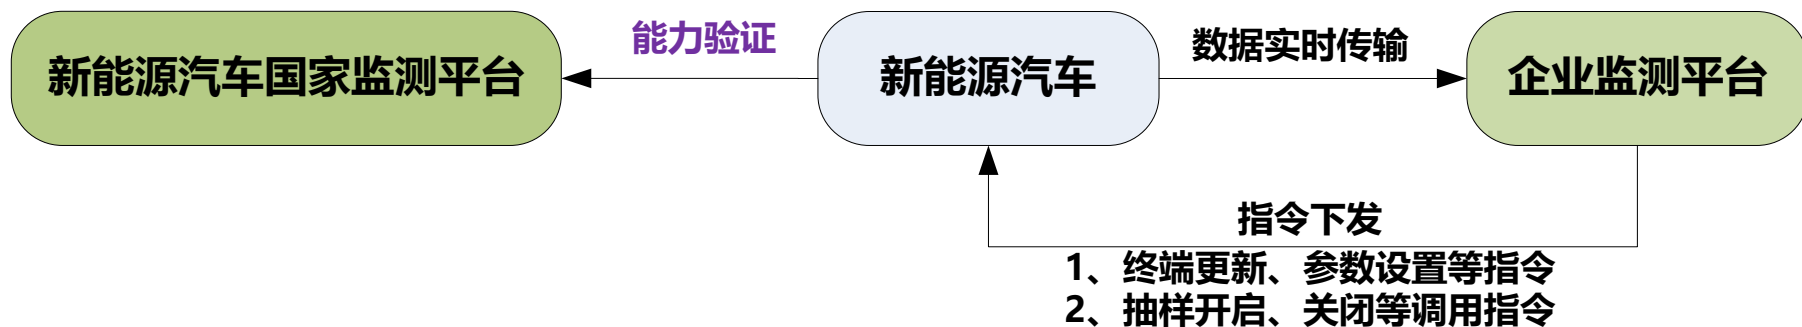 能力验证
数据实时传输
新能源汽车国家监测平台
新能源汽车
企业监测平台
指令下发
1、终端更新、参数设置等指令
2、抽样开启、关闭等调用指令